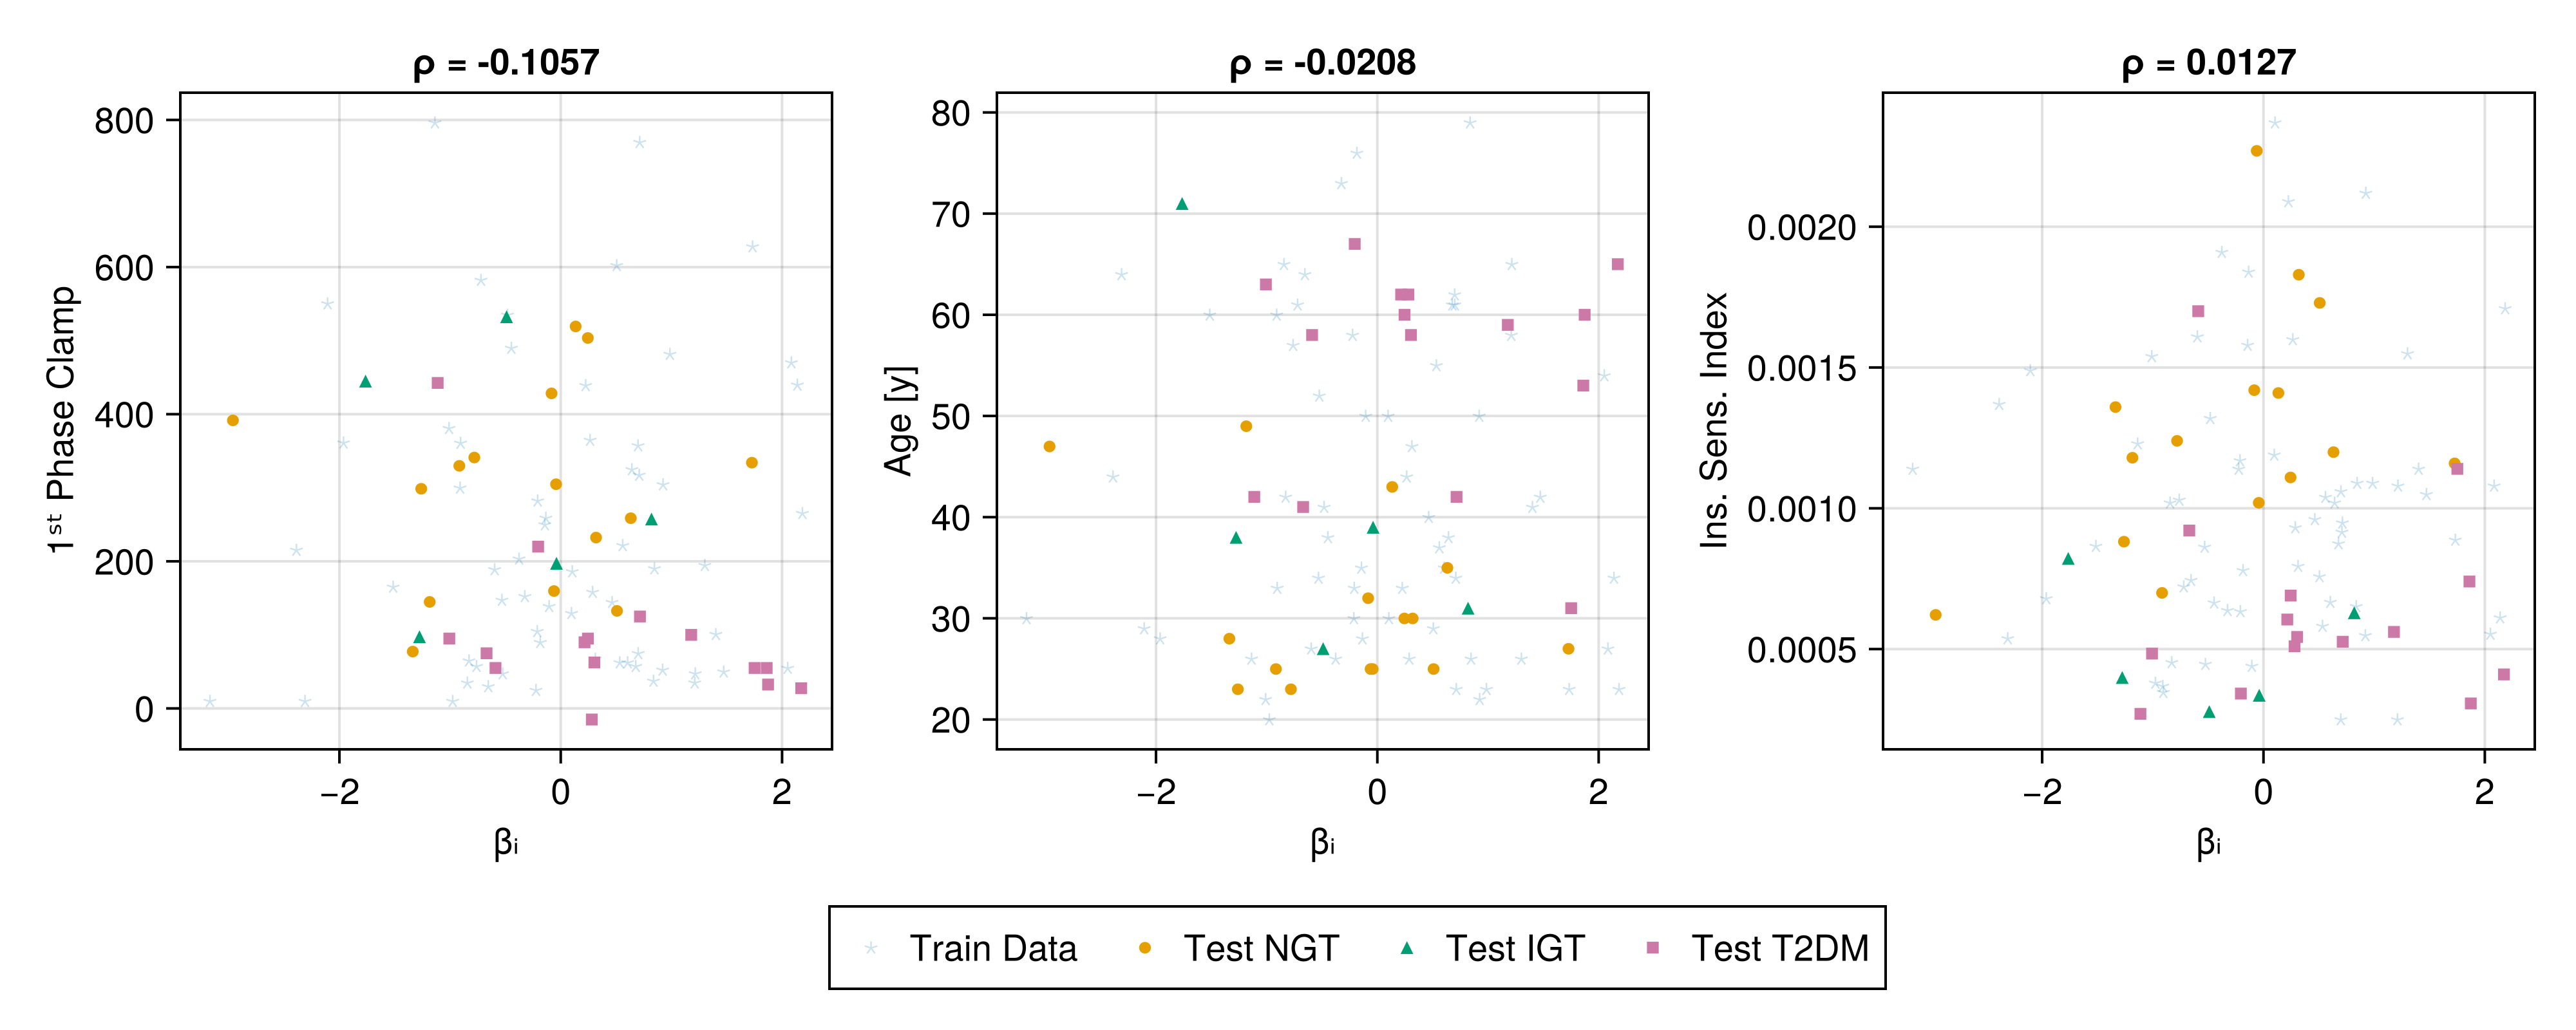 ρ = -0.1057
ρ = -0.0208
ρ = 0.0127
1ˢᵗ Phase Clamp
800
600
400
200
0
−2
0
2
βᵢ
Age [y]
80
70
60
50
40
30
20
−2
0
2
βᵢ
Ins. Sens. Index
0.0020
0.0015
0.0010
0.0005
−2
0
2
βᵢ
Train Data
Test NGT
Test IGT
Test T2DM